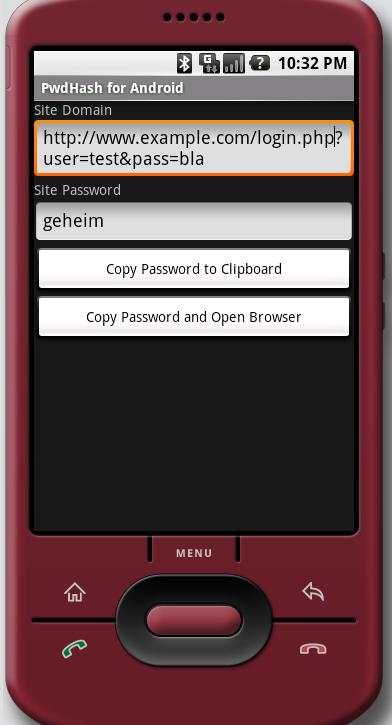 10:32 PM
PwdHash for Android
Site Domain
http://www.example.com/login.php?
user=test&pass=bla
Site Password
geheim
Copy Password to Clipboard
Copy Password and Open Browser
MENU